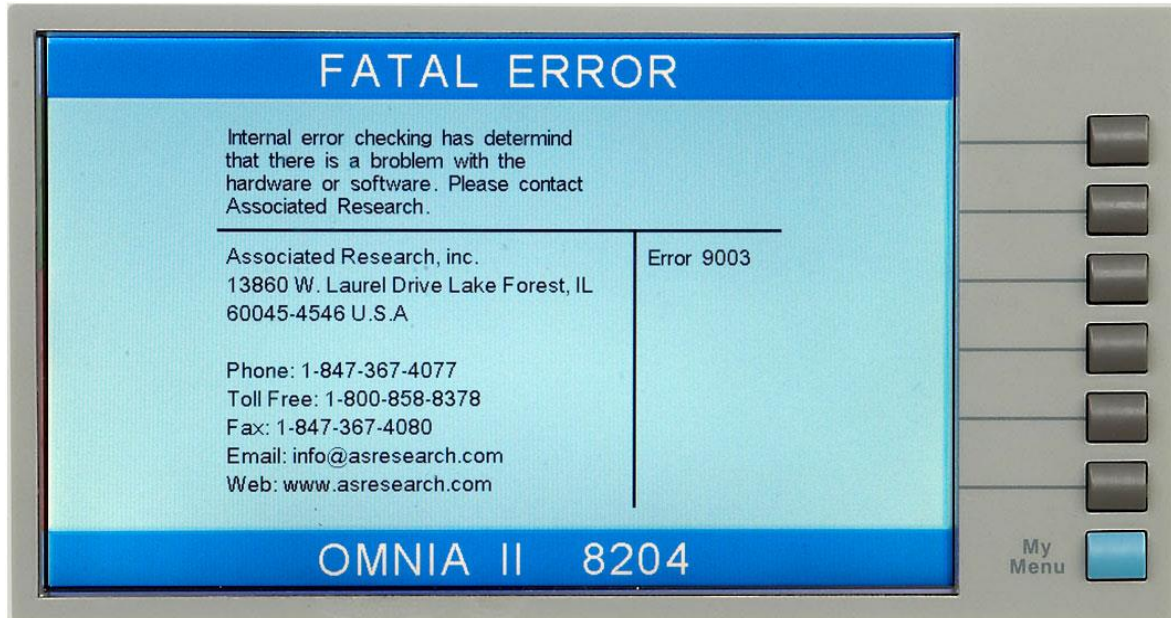 FATAL ERROR
Internal error checking has determind
that there is a broblem with the
hardware or software. Please contact
Associated Research.
Associated Research, inc.
13860 W. Laurel Drive Lake Forest, IL
60045-4546 U.S.A
Phone: 1-847-367-4077
Toll Free: 1-800-858-8378
Fax: 1-847-367-4080
Email: info@asresearch.com
Web: www.asresearch.com
Error 9003
OMNIA II 8204
My
Menu